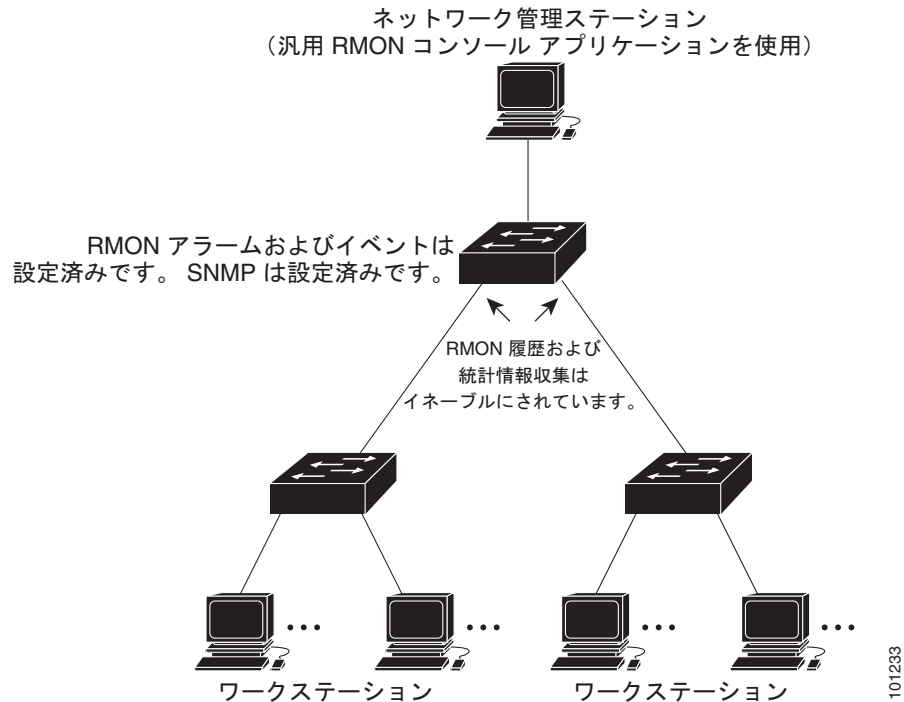 ネットワーク管理ステーション
（汎用 RMON コンソール アプリケーションを使用）
RMON アラームおよびイベントは
設定済みです。 SNMP は設定済みです。
RMON 履歴および
統計情報収集は
イネーブルにされています。
ワークステーション
ワークステーション
101233